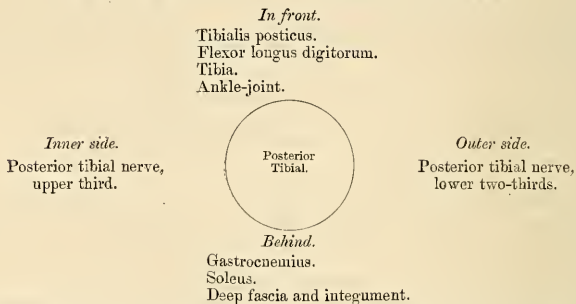 In front.
Tibialis posticus.
Flexor longus digitorum.
Tibia.
Ankle-joint.
Inner side.
Posterior tibial nerve,
upper third.
Posterior
Tibial.
Outer side.
Posterior tibial nerve,
lower two-thirds.
Behind.
Gastrocnemius.
Soleus.
Deep fascia and integument.